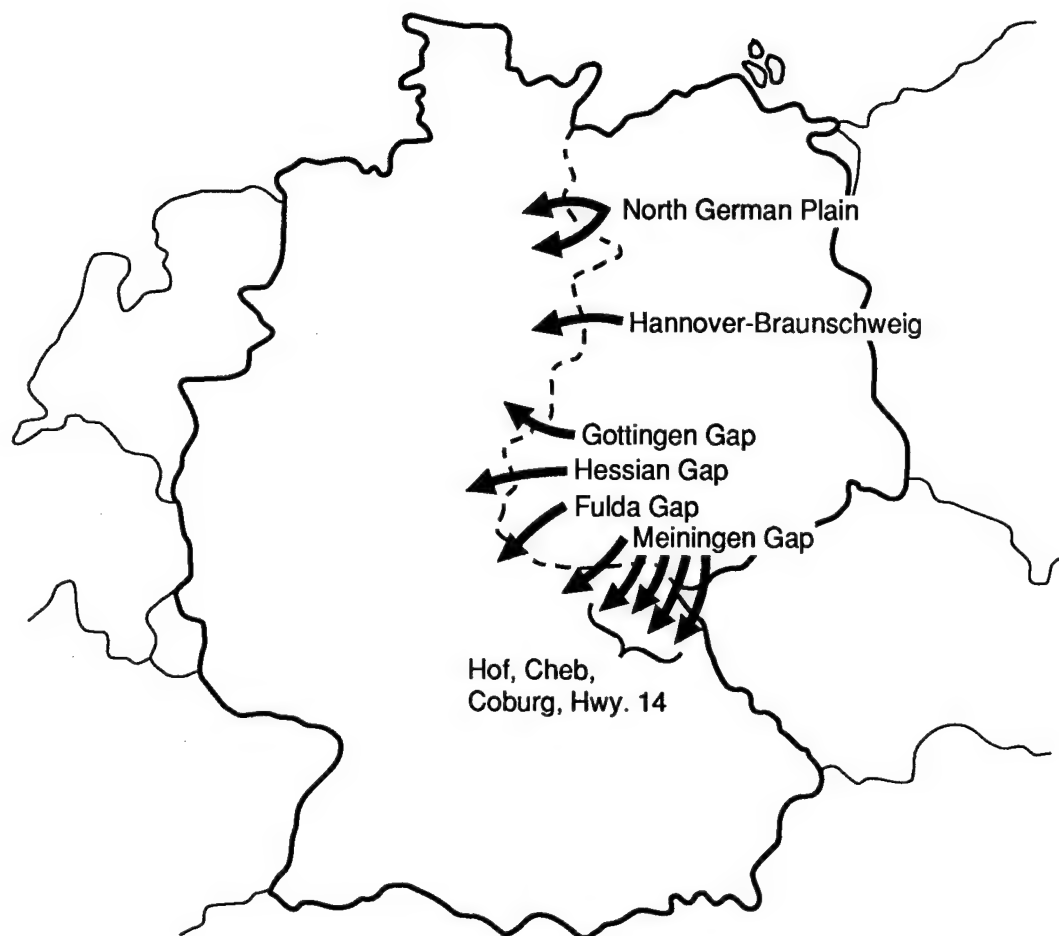 North German Plain
Hannover-Braunschweig
Gottingen Gap
Hessian Gap
Fulda Gap
Meiningen Gap
Hof, Cheb,
Coburg, Hwy. 14